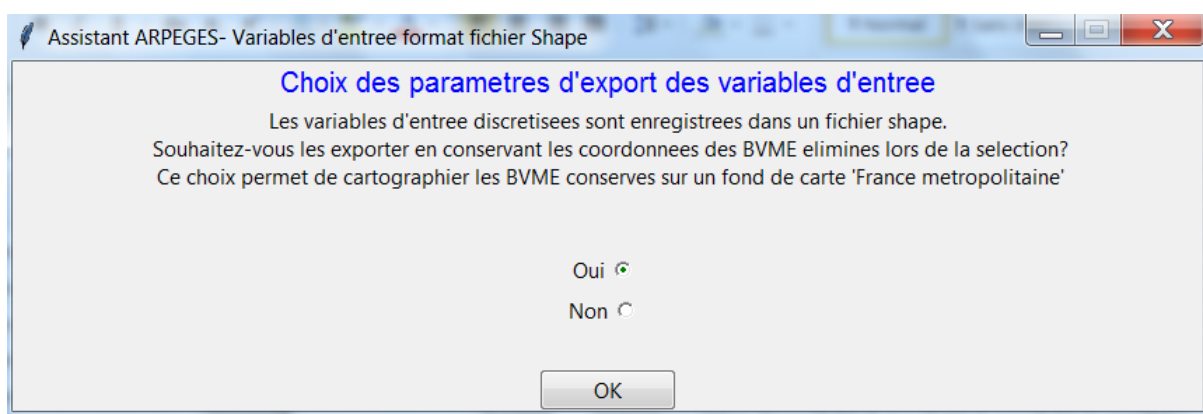 Assistant ARPEGES- Variables d'entree format fichier Shape
Choix des parametres d'export des variables d'entree
Les variables d'entree discretisees sont enregistrees dans un fichier shape.
Souhaitez-vous les exporter en conservant les coordonnees des BVME elimines lors de la selection?
Ce choix permet de cartographier les BVME conserves sur un fond de carte 'France metropolitaine'
Oui
Non
OK